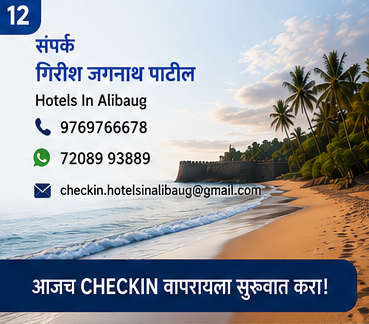 12
संपर्क
गिरीश जगनाथ पाटील
Hotels In Alibaug
9769766678
72089 93889
checkin.hotelsinalibaug@gmail.com
आजच CHECKIN वापरायला सुरुवात करा!